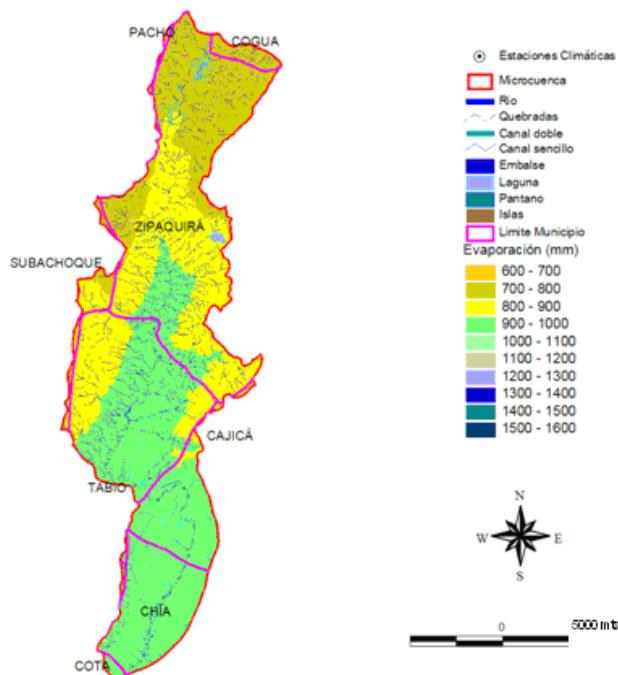 PACHO
COGUA
ZIPAQUIRÁ
SUBACHOQUE
CAJICÁ
TABIO
CHÍA
COTA
Estaciones Climáticas
Microcuenca
Rio
Quebradas
Canal doble
Canal sencillo
Embalse
Laguna
Pantano
Islas
Limite Municipio
Evaporación (mm)
600 - 700
700 - 800
800 - 900
900 - 1000
1000 - 1100
1100 - 1200
1200 - 1300
1300 - 1400
1400 - 1500
1500 - 1600
N
W E
S
0 5000 mt